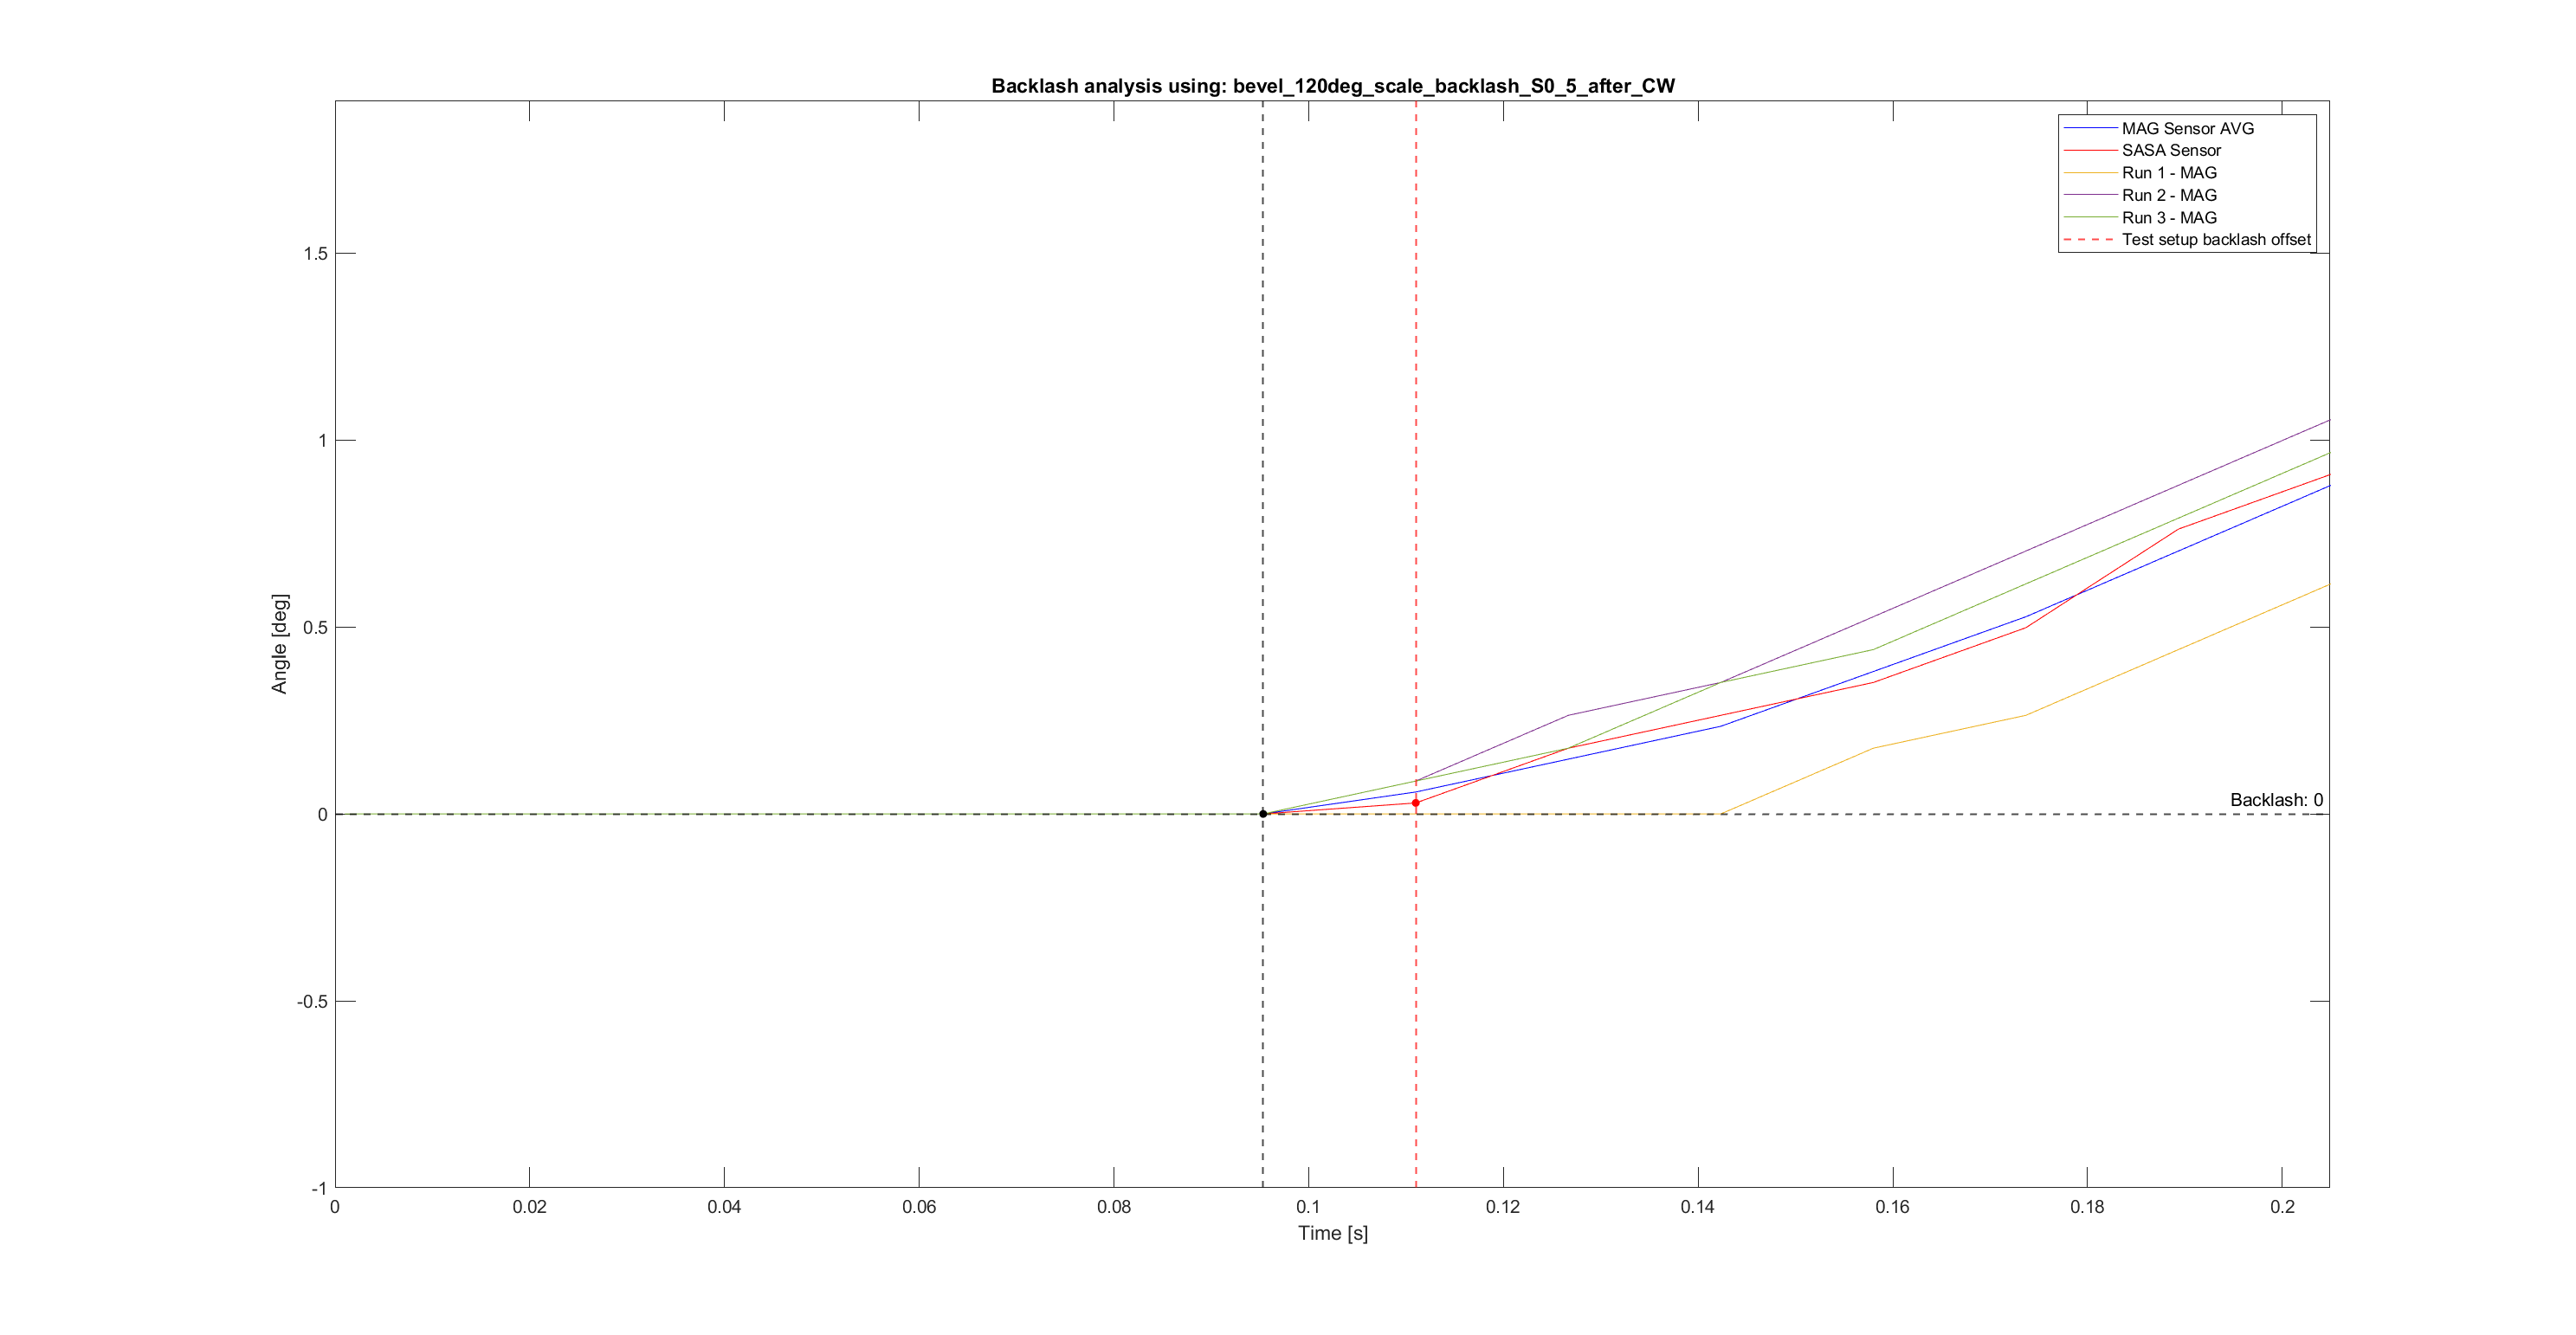 Backlash analysis using: bevel_120deg_scale_backlash_S0_5_after_CW
MAG Sensor AVG
SASA Sensor
Run 1 - MAG
Run 2 - MAG
Run 3 - MAG
Test setup backlash offset
1.5
1
0.5
0
-0.5
-1
Angle [deg]
Backlash: 0
0 0.02 0.04 0.06 0.08 0.1 0.12 0.14 0.16 0.18 0.2
Time [s]